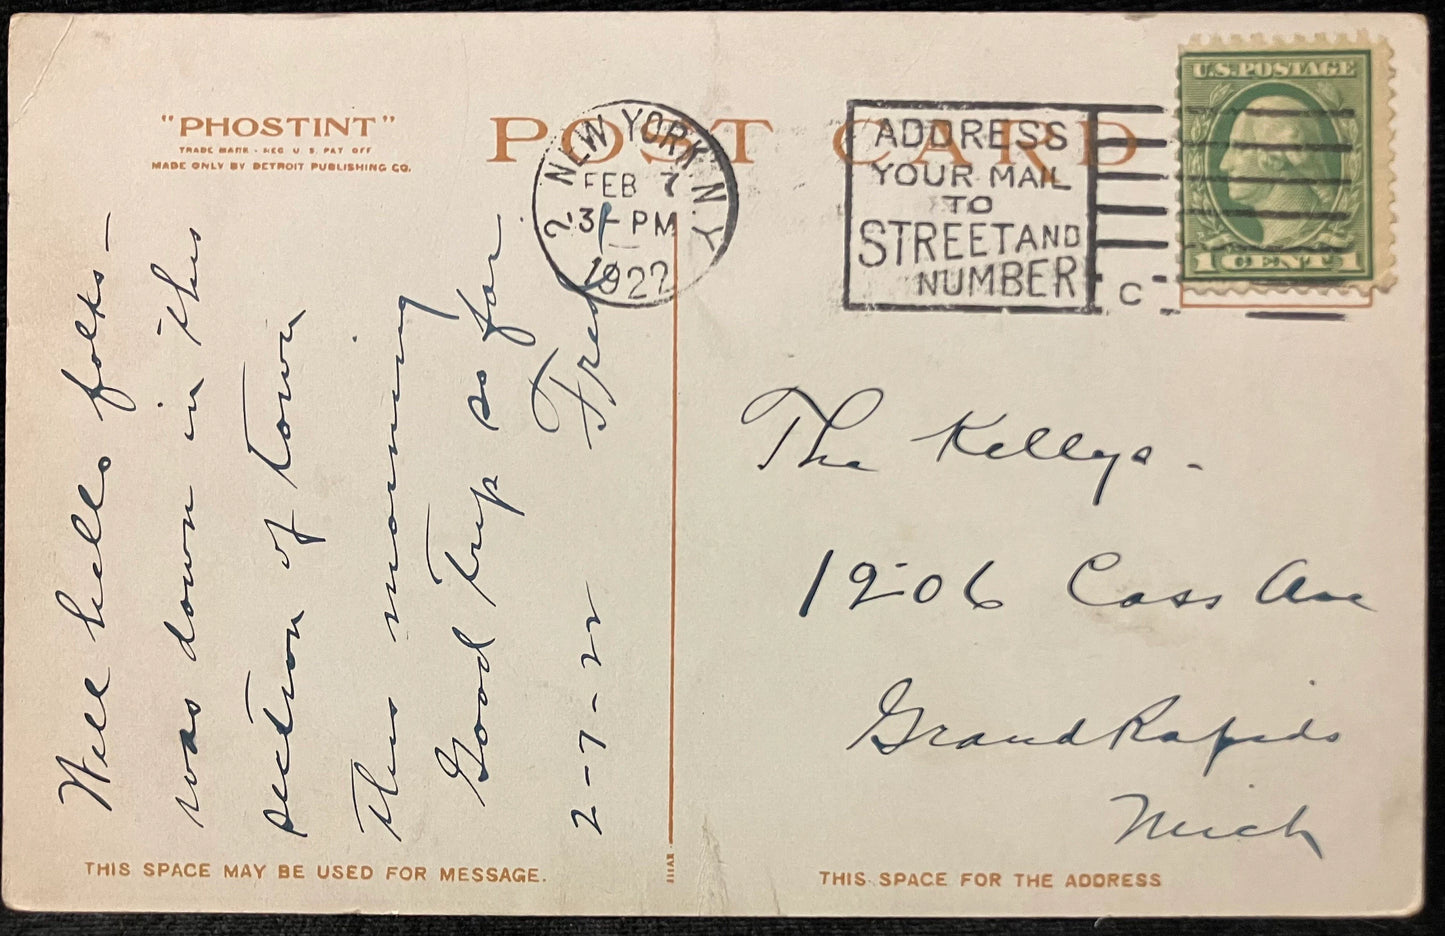 "PHOSTINT"
TRADE MARK - REG U. S. PAT OFF
MADE ONLY BY DETROIT PUBLISHING CO.
POST CARD
NEW YORK, N.Y.
FEB 7
3 - PM
1922
ADDRESS
YOUR MAIL
TO
STREET AND
NUMBER
C
U.S. POSTAGE
1 CENT 1
Well hello folks —
was down in this
section of town
this morning
Good Trip so far
Fred
2-7-22
The Kellys -
1206 Cass Ave
Grand Rapids
Mich
THIS SPACE MAY BE USED FOR MESSAGE.
THIS SPACE FOR THE ADDRESS